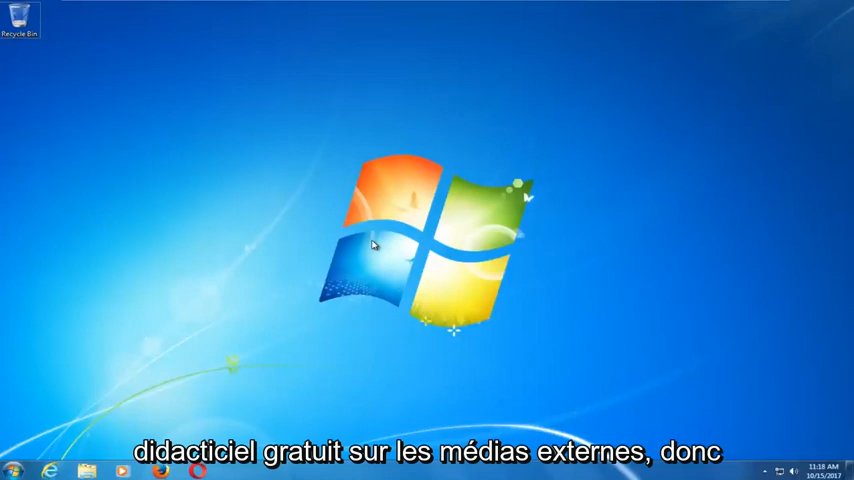 Recycle Bin
didacticiel gratuit sur les médias externes, donc
11:18 AM
10/15/2017